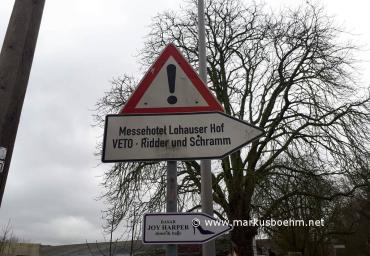 !
Messehotel Lohauser Hof
VETO · Ridder und Schramm
JOY HARPER
www.markusboehm.net